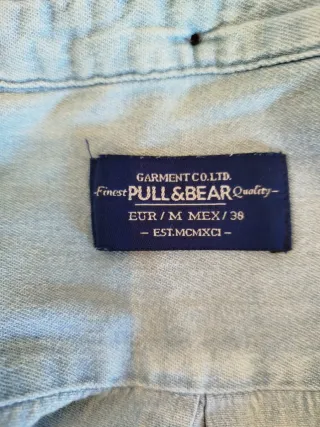 GARMENT CO.LTD.
-Finest PULL&BEAR Quality-
EUR / M MEX / 38
- EST.MCMXCI -